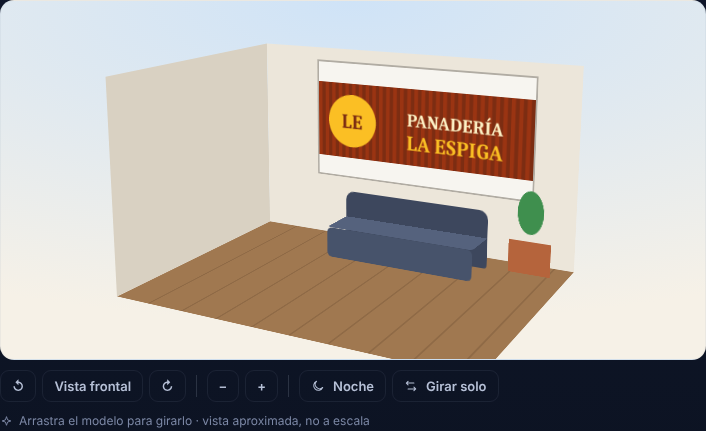 LE
PANADERÍA
LA ESPIGA
Vista frontal
−
+
Noche
Girar solo
Arrastra el modelo para girarlo · vista aproximada, no a escala